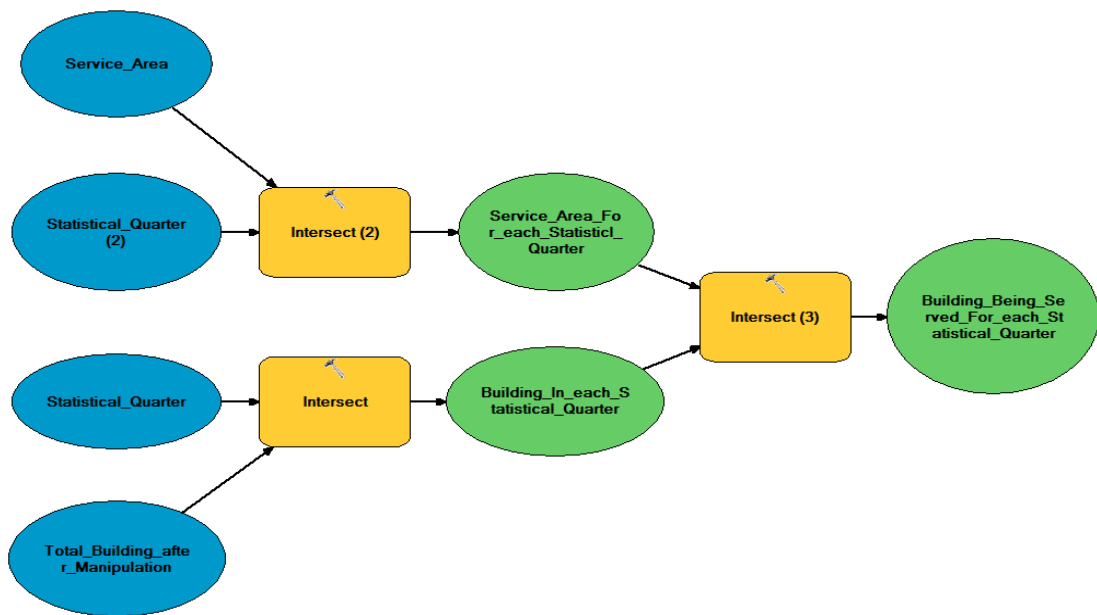 Service_Area
Statistical_Quarter
(2)
Intersect (2)
Service_Area_Fo
r_each_Statisticl_
Quarter
Intersect (3)
Building_Being_Se
rved_For_each_St
atistical_Quarter
Statistical_Quarter
Intersect
Building_In_each_S
tatistical_Quarter
Total_Building_afte
r_Manipulation